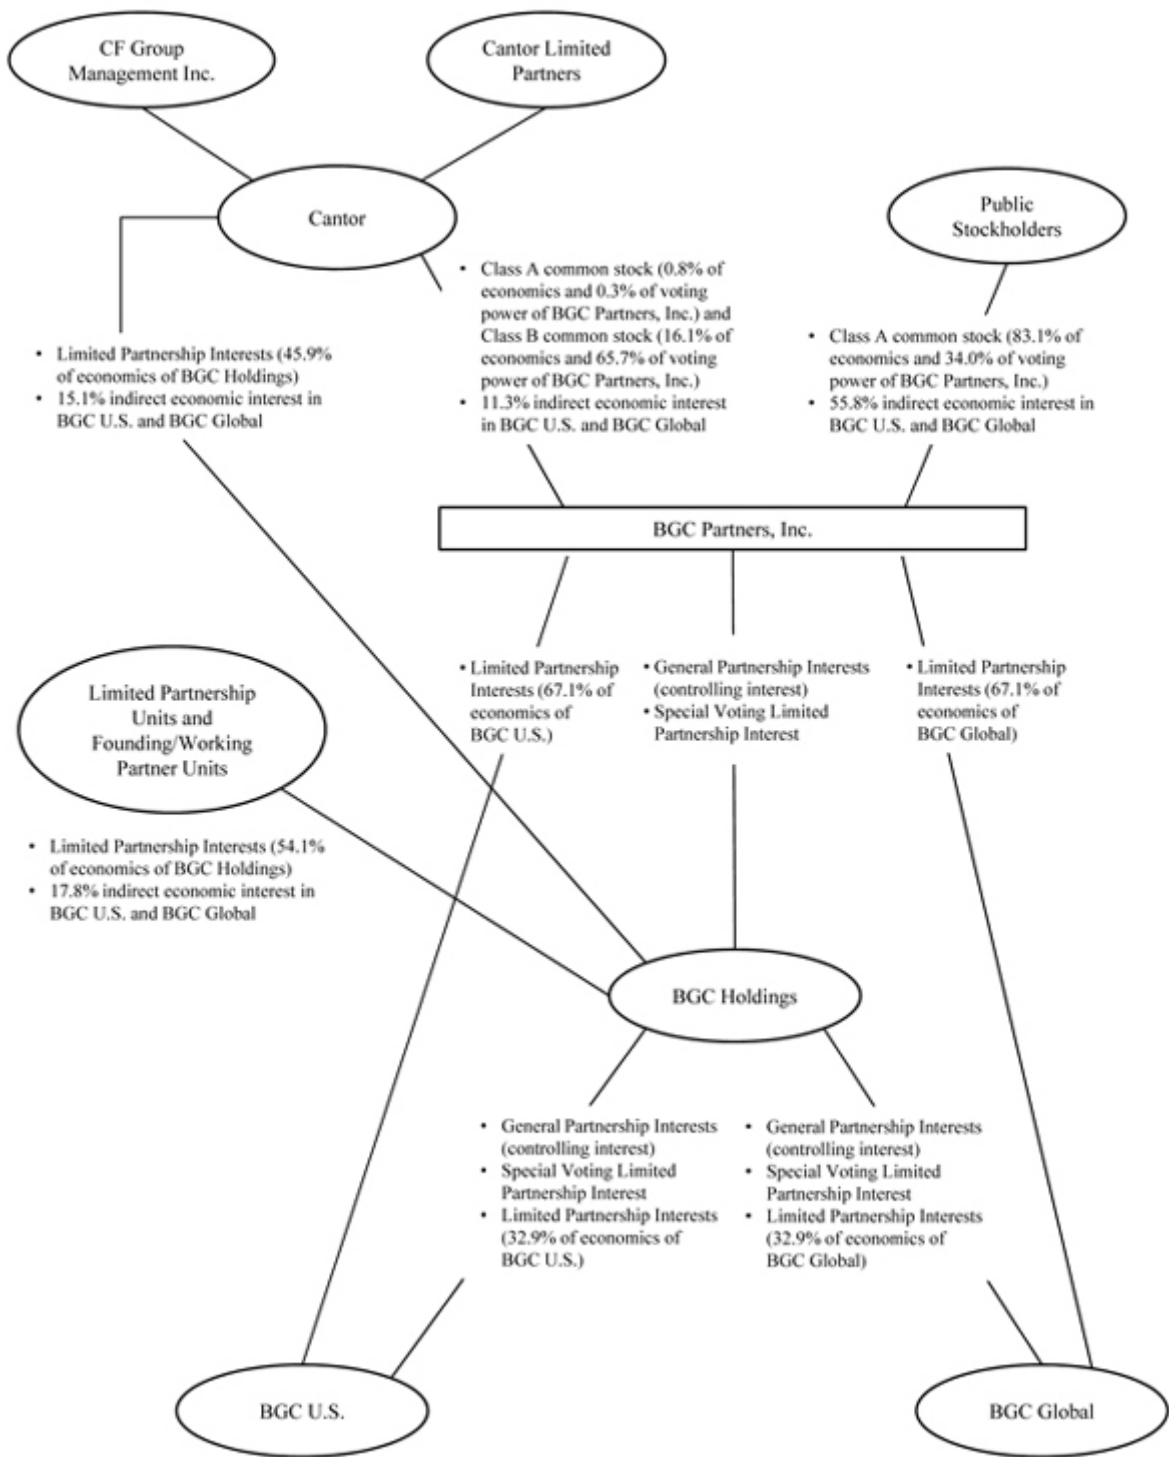 CF Group
Management Inc.
Cantor Limited
Partners
Cantor
Public
Stockholders
• Limited Partnership Interests (45.9%
of economics of BGC Holdings)
• 15.1% indirect economic interest in
BGC U.S. and BGC Global
• Class A common stock (0.8% of
economics and 0.3% of voting
power of BGC Partners, Inc.) and
Class B common stock (16.1% of
economics and 65.7% of voting
power of BGC Partners, Inc.)
• 11.3% indirect economic interest
in BGC U.S. and BGC Global
• Class A common stock (83.1% of
economics and 34.0% of voting
power of BGC Partners, Inc.)
• 55.8% indirect economic interest in
BGC U.S. and BGC Global
BGC Partners, Inc.
Limited Partnership
Units and
Founding/Working
Partner Units
• Limited Partnership
Interests (67.1% of
economics of
BGC U.S.)
• General Partnership Interests
(controlling interest)
• Special Voting Limited
Partnership Interest
• Limited Partnership
Interests (67.1% of
economics of
BGC Global)
• Limited Partnership Interests (54.1%
of economics of BGC Holdings)
• 17.8% indirect economic interest in
BGC U.S. and BGC Global
BGC Holdings
• General Partnership Interests
(controlling interest)
• Special Voting Limited
Partnership Interest
• Limited Partnership Interests
(32.9% of economics of
BGC U.S.)
• General Partnership Interests
(controlling interest)
• Special Voting Limited
Partnership Interest
• Limited Partnership Interests
(32.9% of economics of
BGC Global)
BGC U.S.
BGC Global